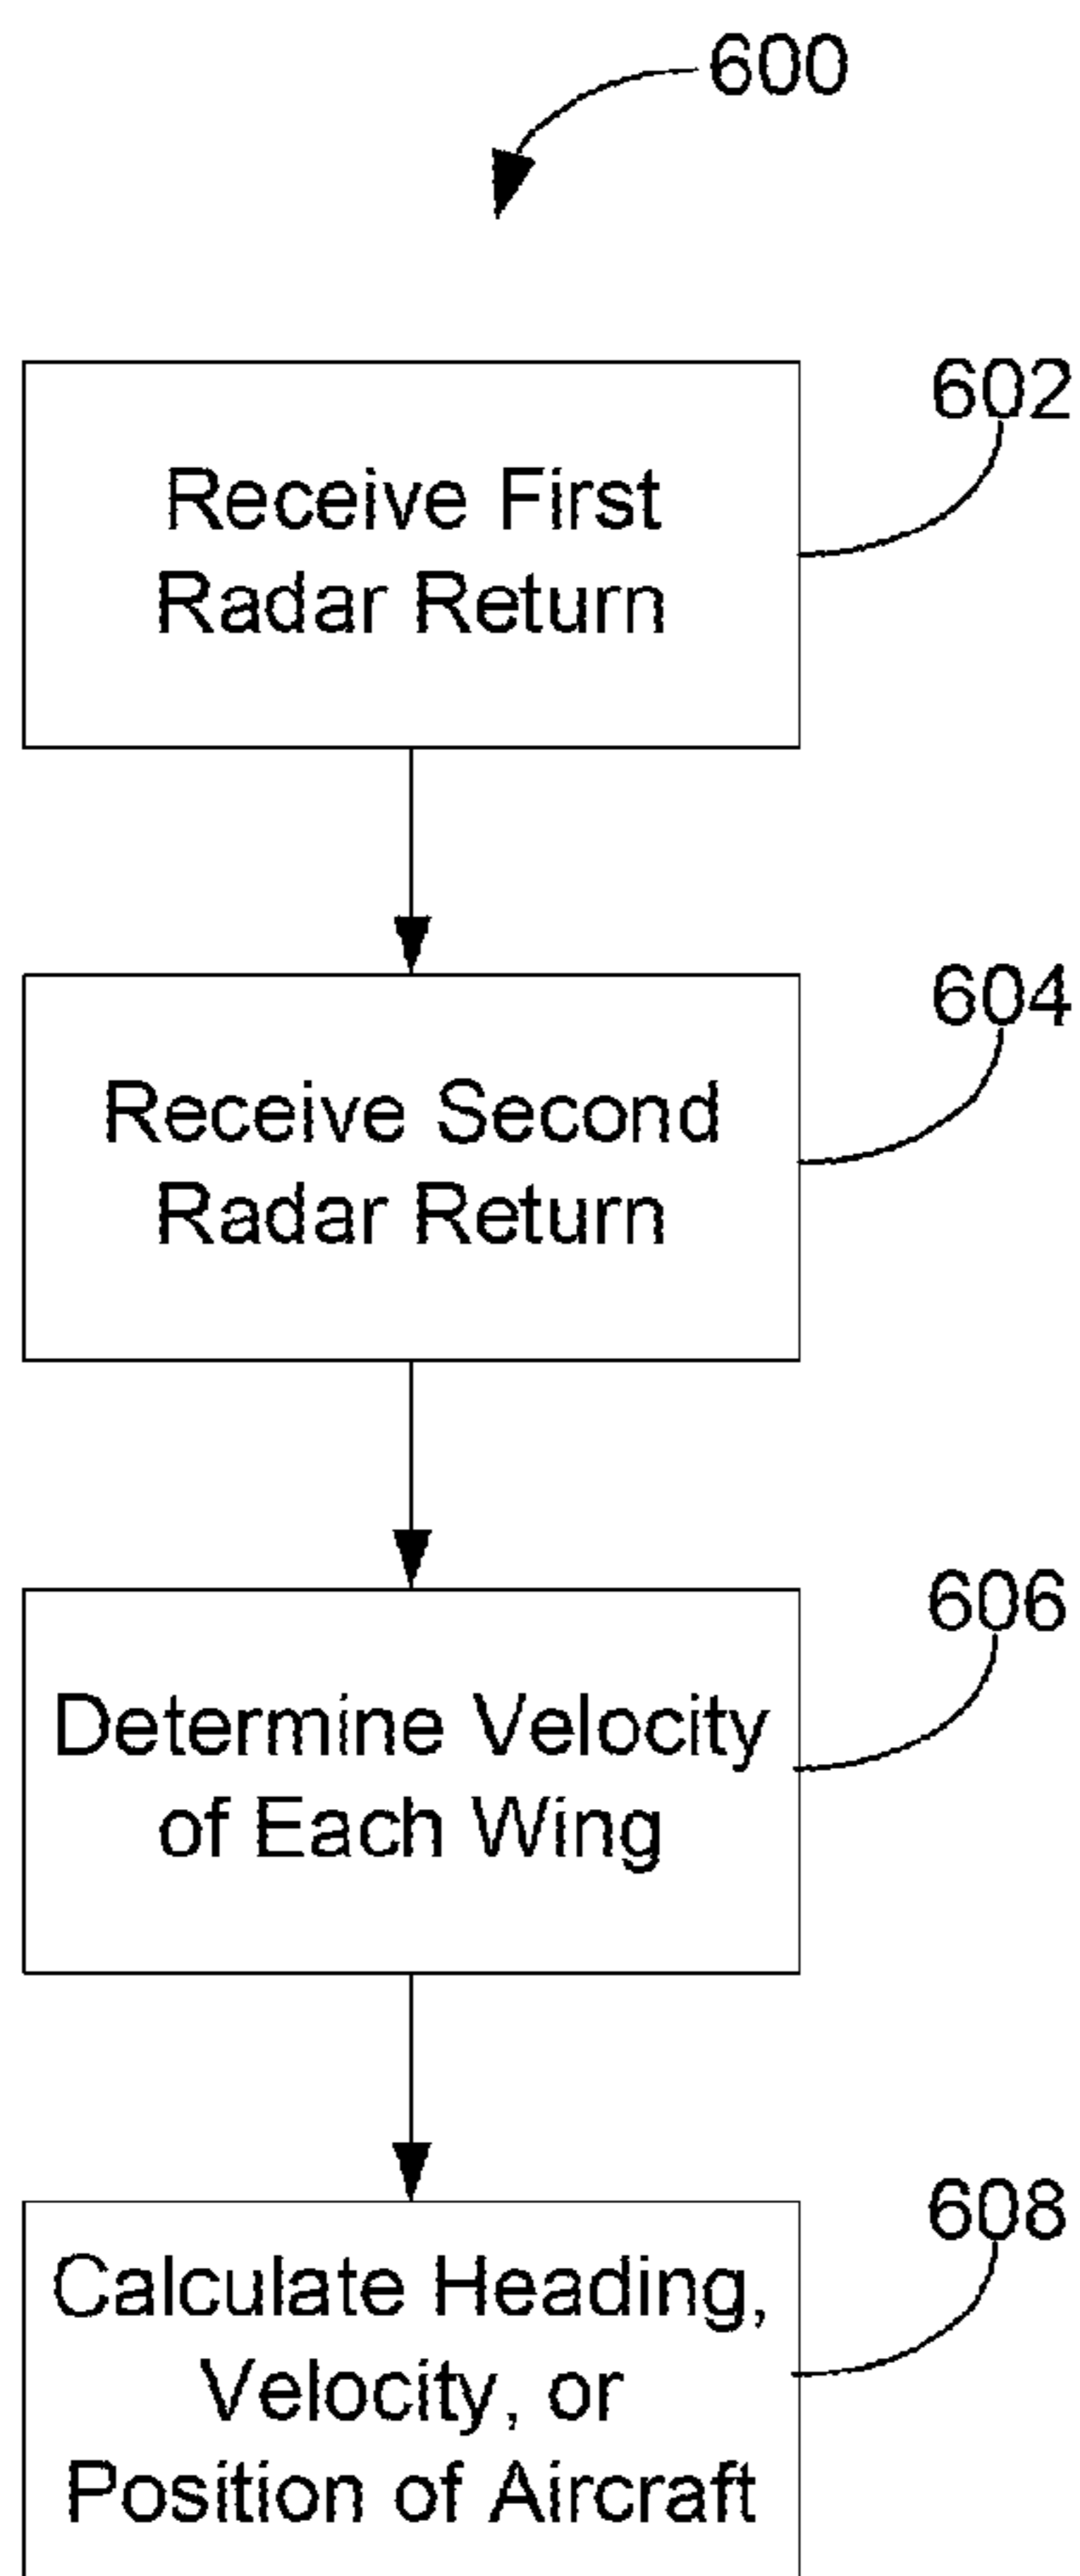 600
602
Receive First
Radar Return
604
Receive Second
Radar Return
606
Determine Velocity
of Each Wing
608
Calculate Heading,
Velocity, or
Position of Aircraft